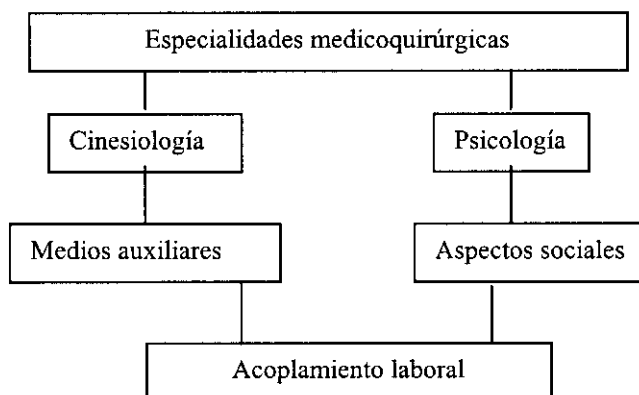 Especialidades medicoquirúrgicas
Cinesiología
Psicología
Medios auxiliares
Aspectos sociales
Acoplamiento laboral